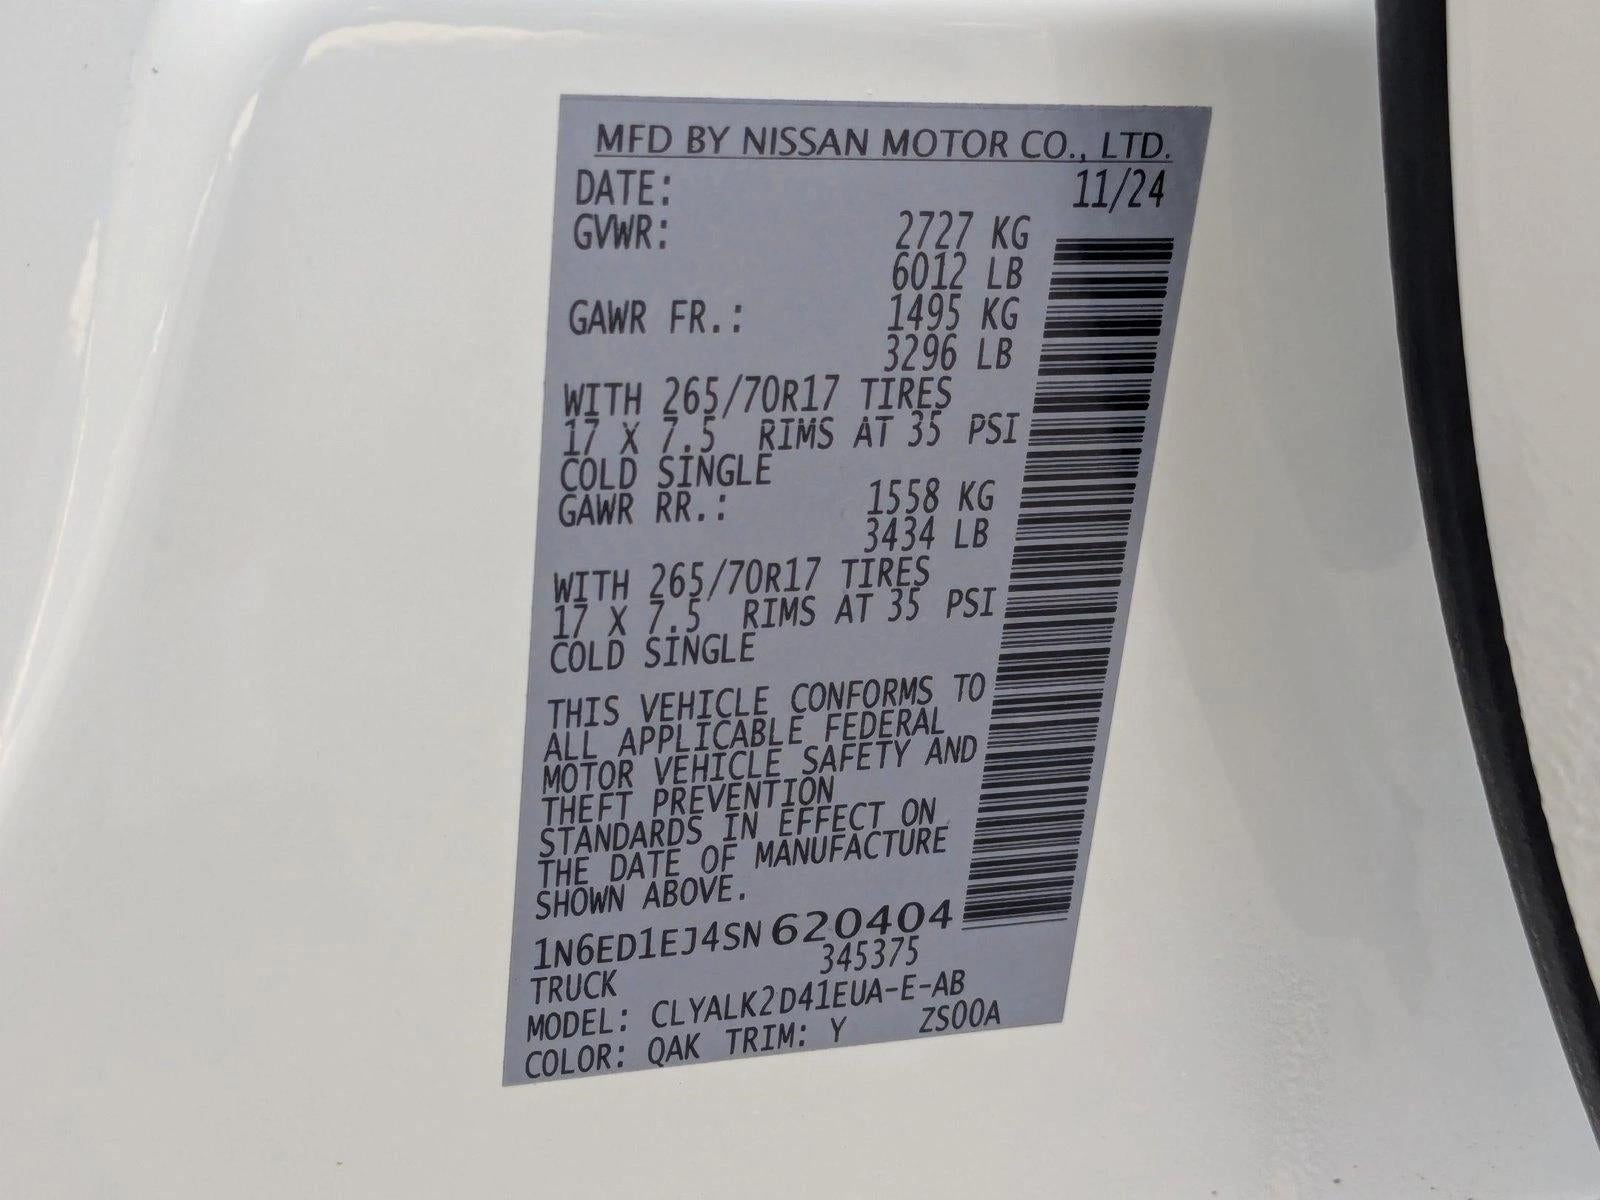 MFD BY NISSAN MOTOR CO., LTD.
DATE: 11/24
GVWR: 2727 KG
6012 LB
GAWR FR.: 1495 KG
3296 LB
WITH 265/70R17 TIRES
17 X 7.5 RIMS AT 35 PSI
COLD SINGLE
GAWR RR.: 1558 KG
3434 LB
WITH 265/70R17 TIRES
17 X 7.5 RIMS AT 35 PSI
COLD SINGLE
THIS VEHICLE CONFORMS TO
ALL APPLICABLE FEDERAL
MOTOR VEHICLE SAFETY AND
THEFT PREVENTION
STANDARDS IN EFFECT ON
THE DATE OF MANUFACTURE
SHOWN ABOVE.
1N6ED1EJ4SN620404
TRUCK 345375
MODEL: CLYALK2D41EUA-E-AB
COLOR: QAK TRIM: Y ZS00A